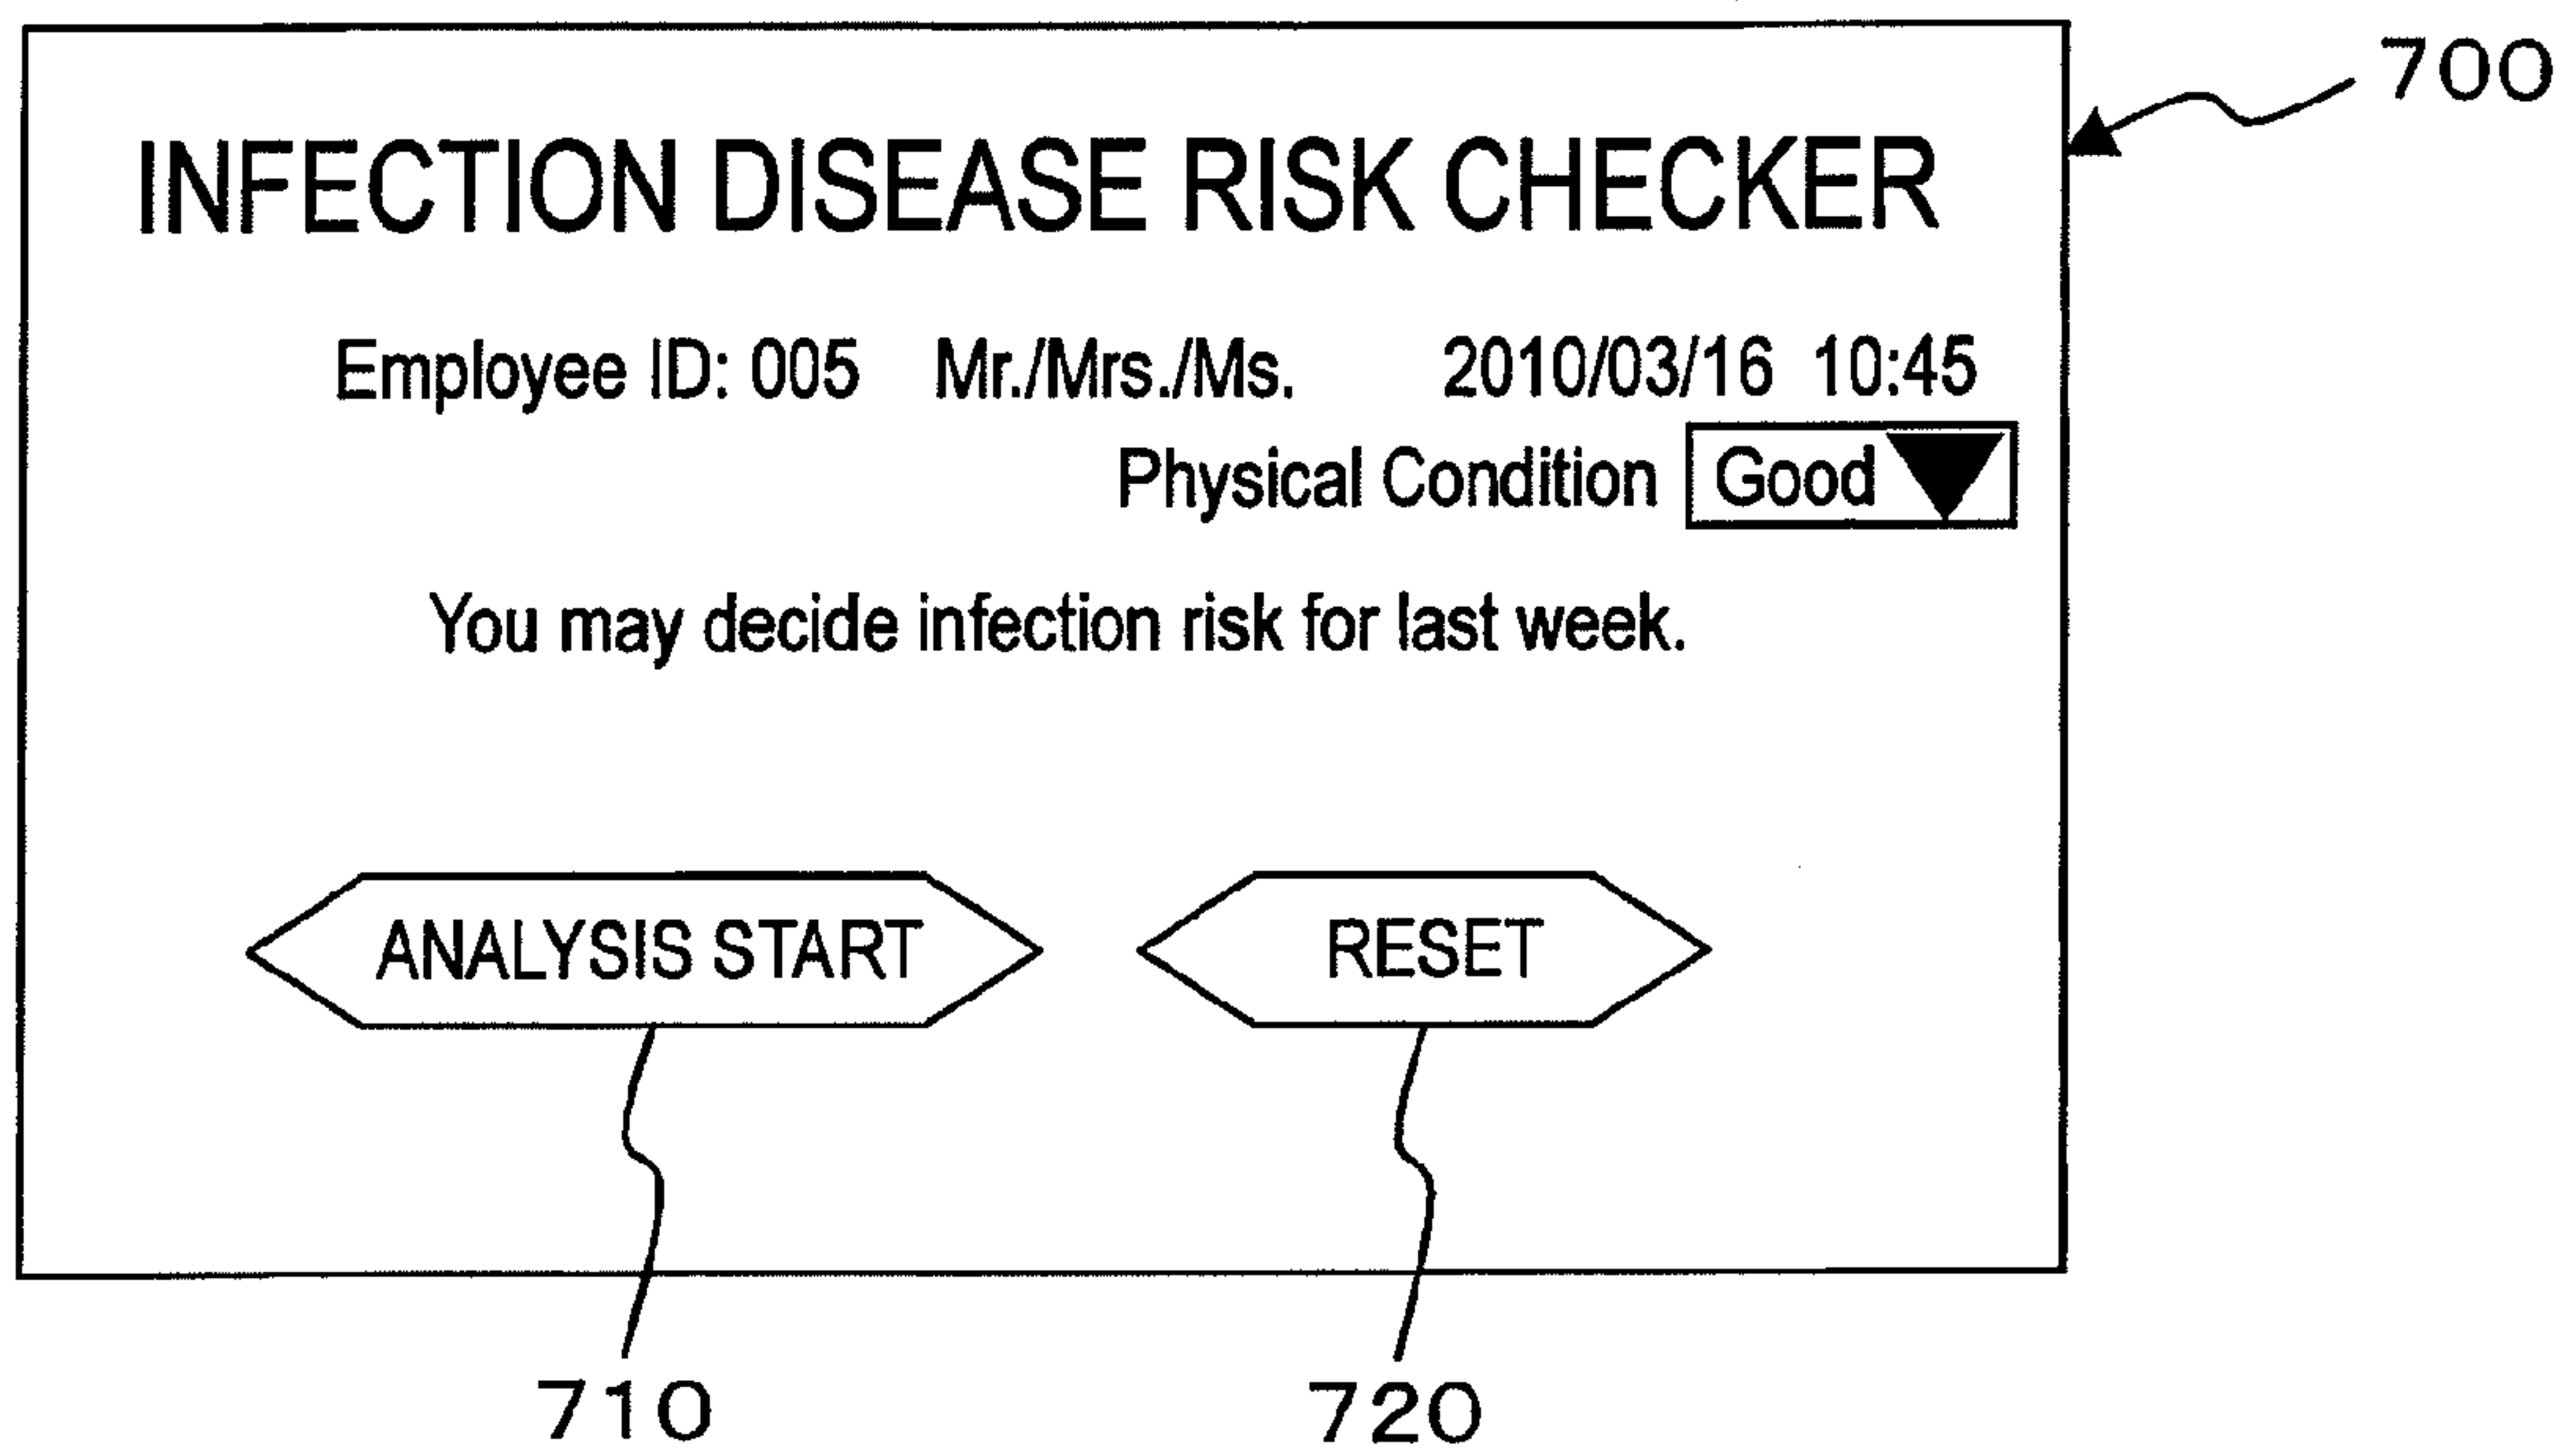 700
INFECTION DISEASE RISK CHECKER
Employee ID: 005 Mr./Mrs./Ms. 2010/03/16 10:45
Physical Condition Good
You may decide infection risk for last week.
ANALYSIS START RESET
710 720